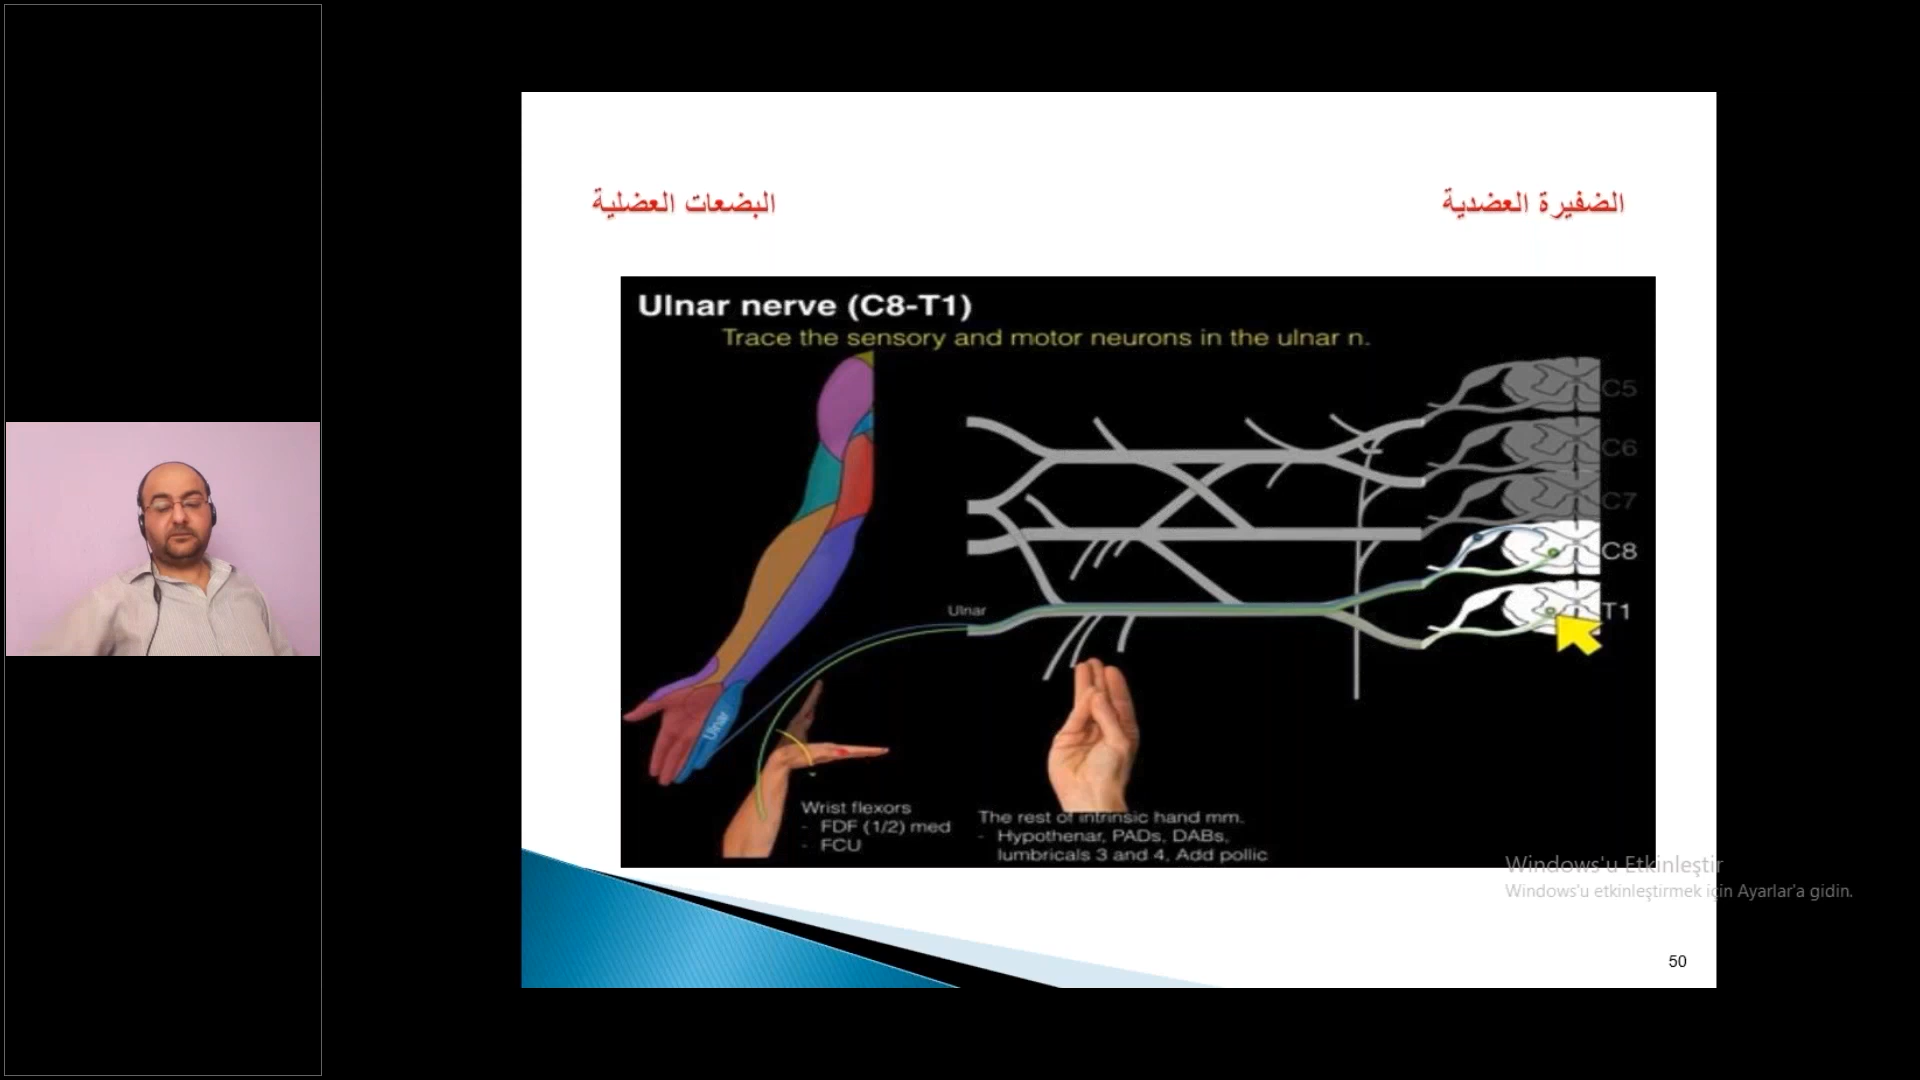 الضفيرة العضدية
البضعات العضلية
Ulnar nerve (C8-T1)
Trace the sensory and motor neurons in the ulnar n.
C5
C6
C7
C8
T1
Ulnar
Ulnar
Wrist flexors
- FDF (1/2) med
- FCU
The rest of intrinsic hand mm.
- Hypothenar, PADs, DABs,
lumbricals 3 and 4, Add pollic
Windows'u Etkinleştir
Windows'u etkinleştirmek için Ayarlar'a gidin.
50